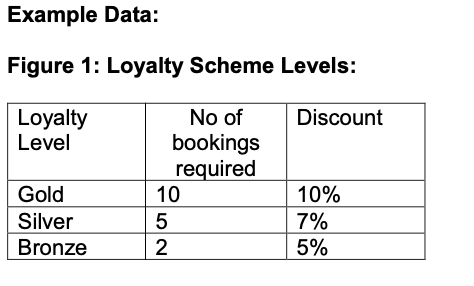 Example Data:
Figure 1: Loyalty Scheme Levels:
Loyalty Level No of bookings required Discount
Gold 10 10%
Silver 5 7%
Bronze 2 5%